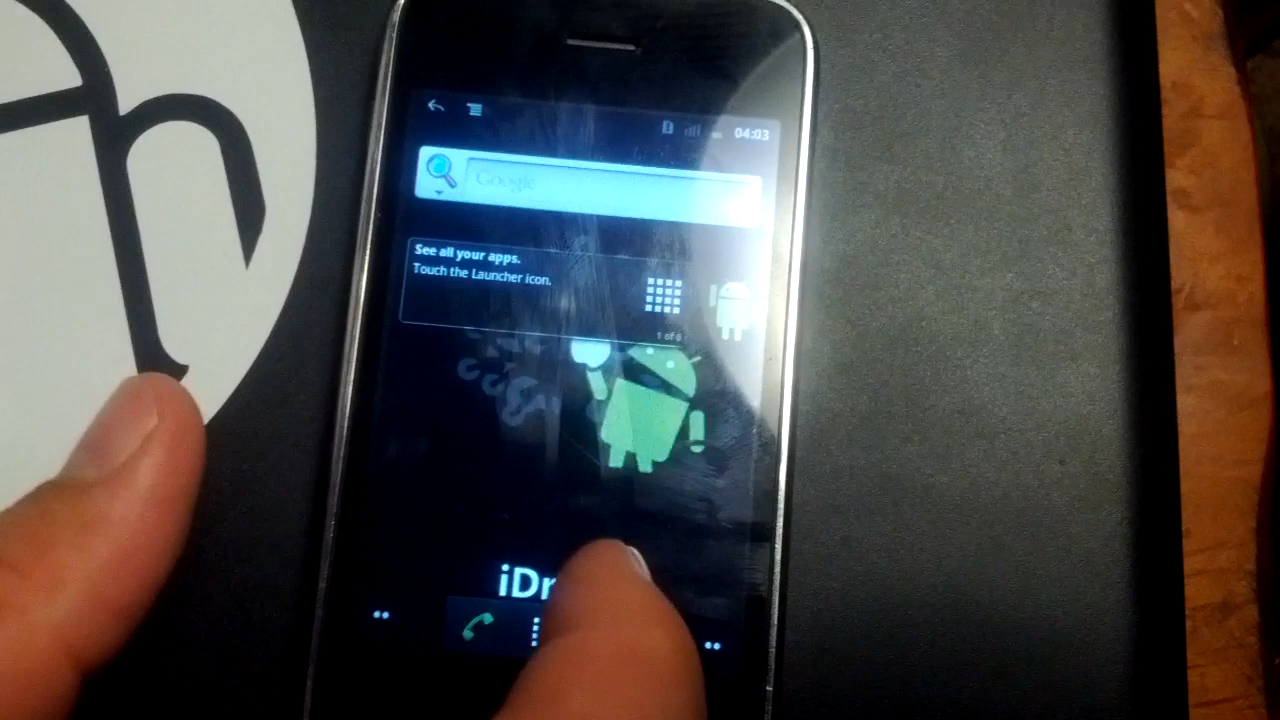 04:03
Google
See all your apps.
Touch the Launcher icon.
1 of 6
iDr